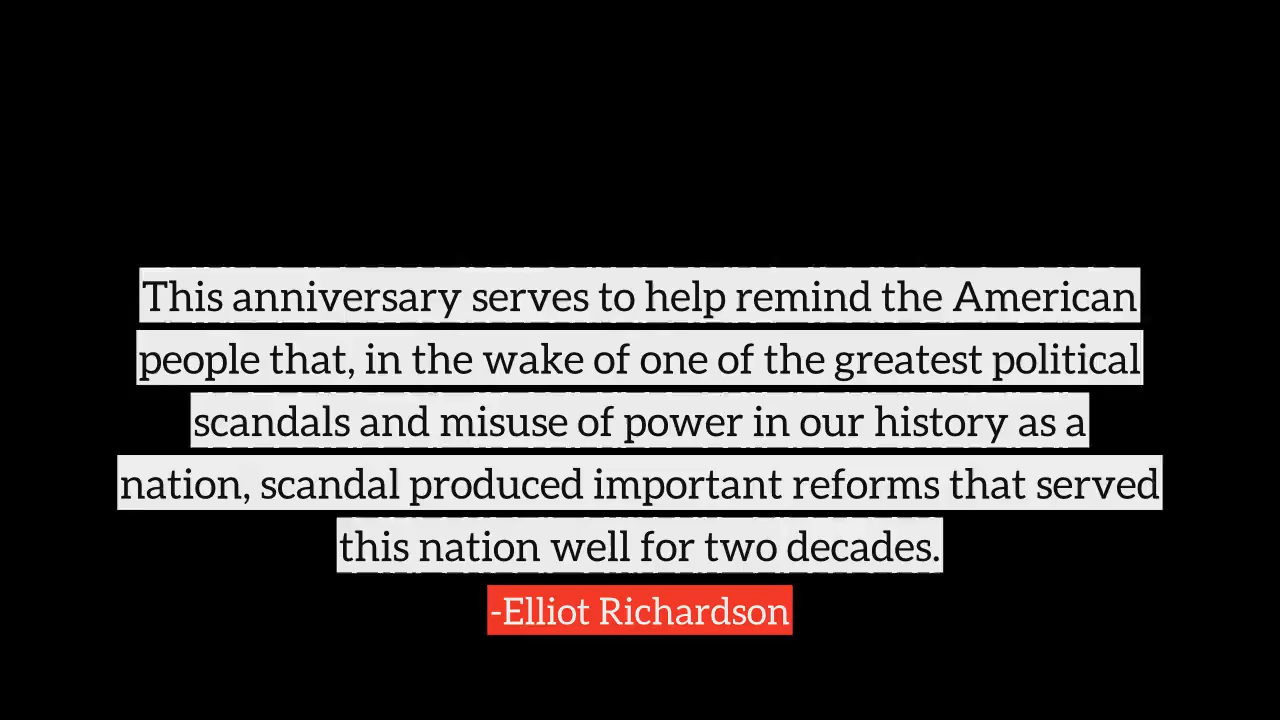 This anniversary serves to help remind the American
people that, in the wake of one of the greatest political
scandals and misuse of power in our history as a
nation, scandal produced important reforms that served
this nation well for two decades.
-Elliot Richardson